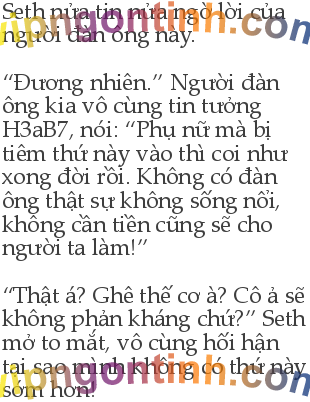 Seth nửa tin nửa ngờ lời của
người đàn ông này.
“Đương nhiên.” Người đàn
ông kia vô cùng tin tưởng
H3aB7, nói: “Phụ nữ mà bị
tiêm thứ này vào thì coi như
xong đời rồi. Không có đàn
ông thật sự không sống nổi,
không cần tiền cũng sẽ cho
người ta làm!”
“Thật á? Ghê thế cơ à? Cô ả sẽ
không phản kháng chứ?” Seth
mở to mắt, vô cùng hối hận
tại sao mình không có thứ này
sớm hơn!
vipngontinh.com
vipngontinh.com